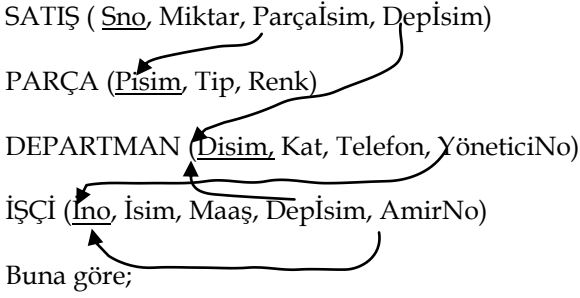 SATIŞ ( Sno, Miktar, Parçaİsim, Depİsim)
PARÇA (Pisim, Tip, Renk)
DEPARTMAN (Disim, Kat, Telefon, YöneticiNo)
İŞÇİ (İno, İsim, Maaş, Depİsim, AmirNo)
Buna göre;